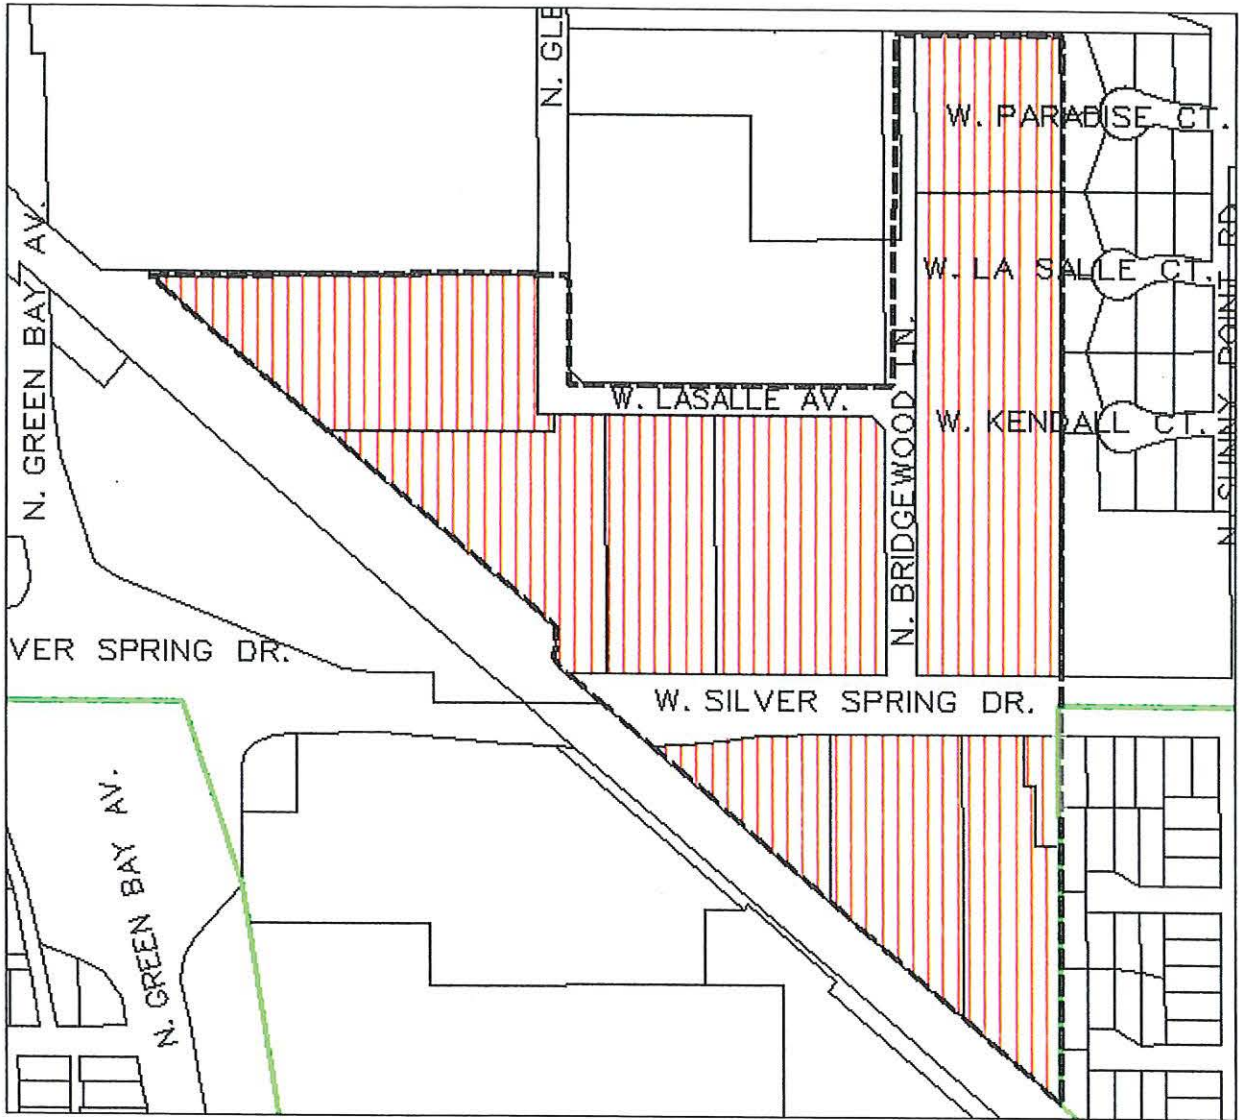 N. GLE
W. PARADISE CT.
N. GREEN BAY AV.
W. LA SALLE CT.
N. SUNNY POINT RD
W. LASALLE AV.
W. KENDALL CT.
N. BRIDGEWOOD LN.
VER SPRING DR.
W. SILVER SPRING DR.
N. GREEN BAY AV.